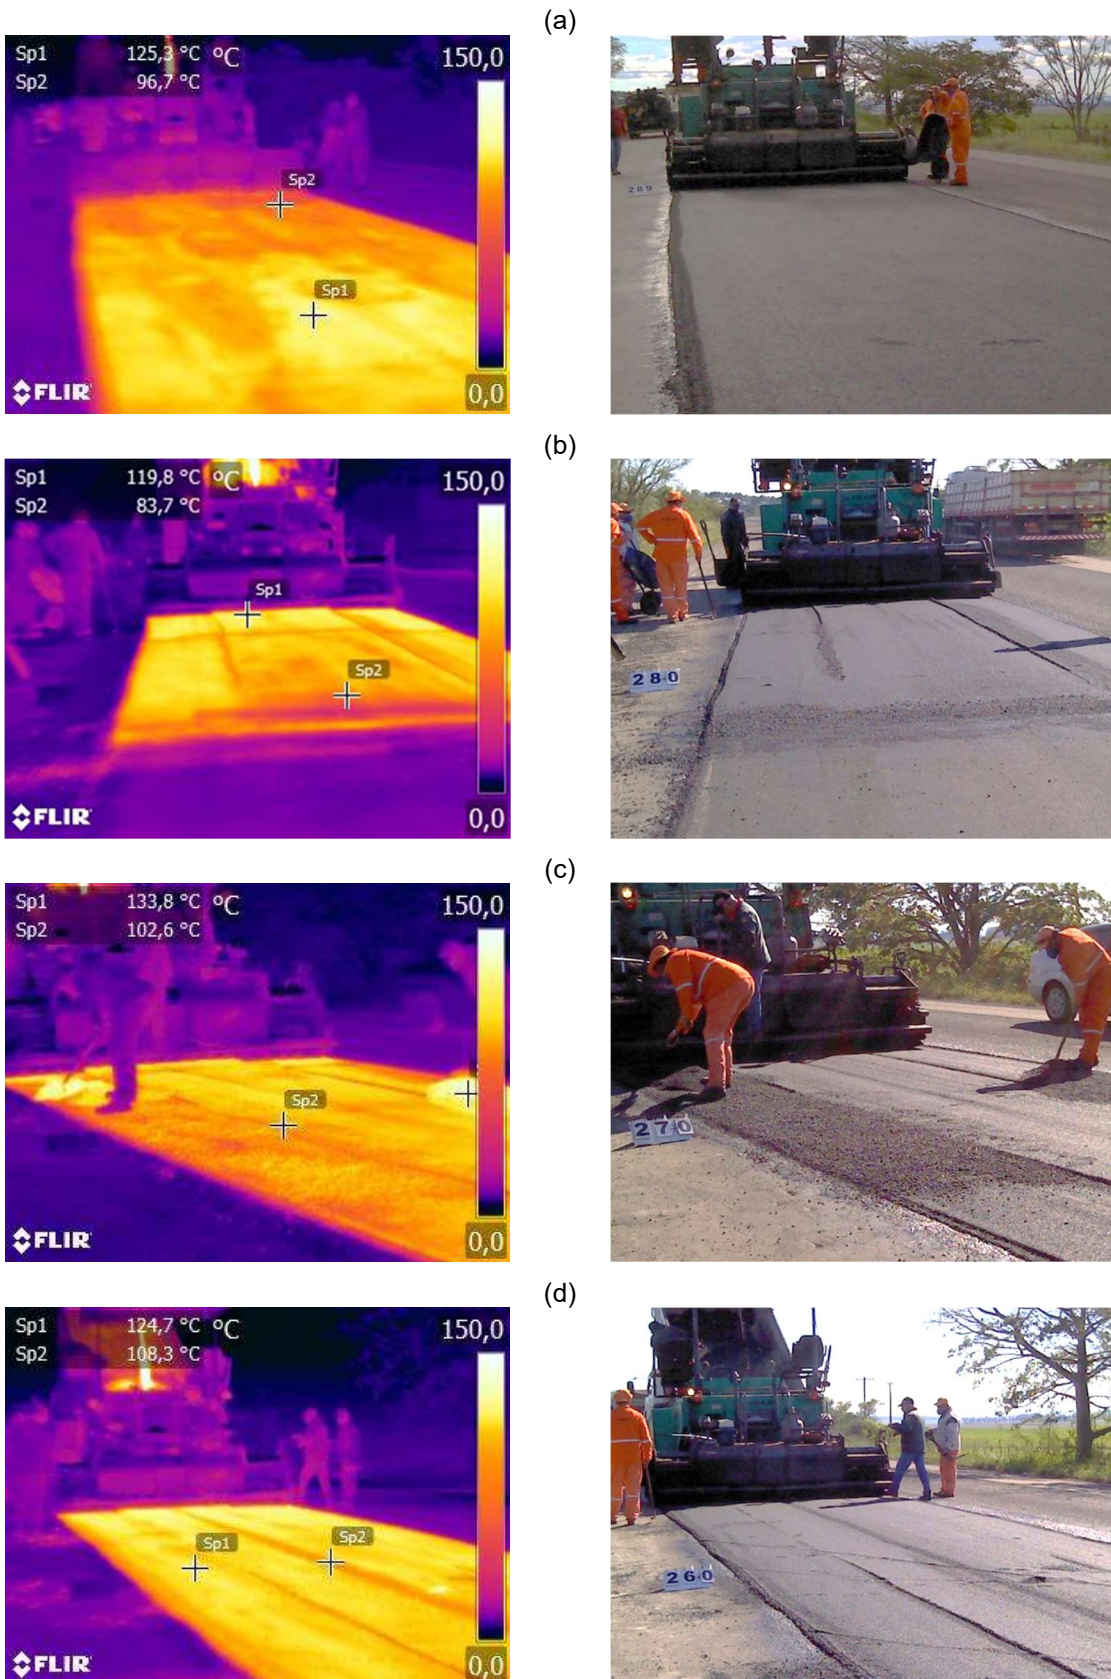 (a)
Sp1 125,3 °C °C 150,0
Sp2 96,7 °C
Sp2
Sp1
FLIR 0,0
289
(b)
Sp1 119,8 °C °C 150,0
Sp2 83,7 °C
Sp1
Sp2
FLIR 0,0
280
(c)
Sp1 133,8 °C °C 150,0
Sp2 102,6 °C
Sp2
FLIR 0,0
270
(d)
Sp1 124,7 °C °C 150,0
Sp2 108,3 °C
Sp1 Sp2
FLIR 0,0
260